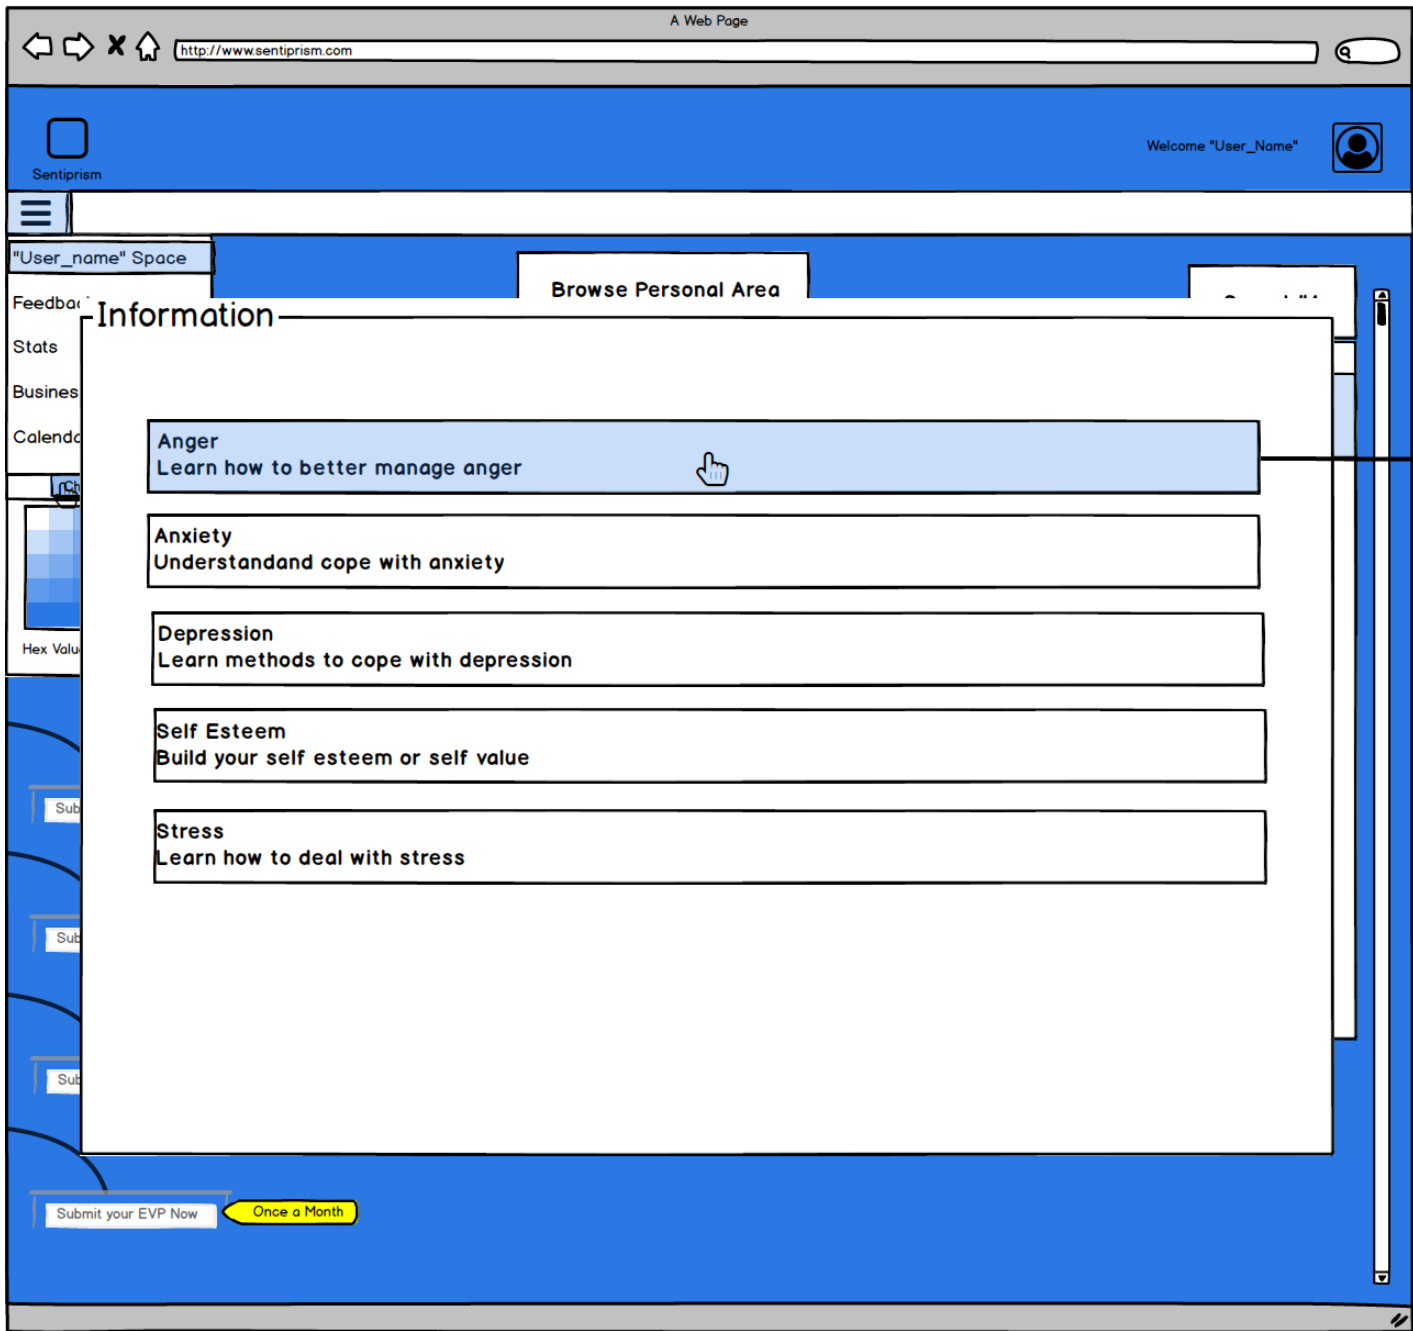 A Web Page
http://www.sentiprism.com
Welcome "User_Name"
Sentiprism
"User_name" Space
Browse Personal Area
Information
Stats
Anger
Learn how to better manage anger
Anxiety
Understandand cope with anxiety
Hex
Depression
Learn methods to cope with depression
Self Esteem
Build your self esteem or self value
Stress
Learn how to deal with stress
Submit your EVP Now
Once a Month